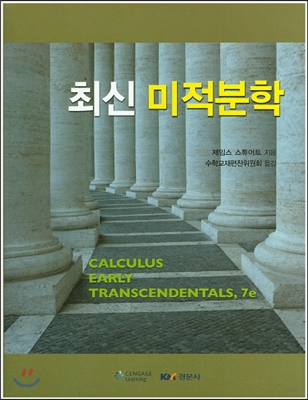 최신 미적분학
제임스 스튜어트 지음
수학교재편찬위원회 옮김
CALCULUS
EARLY
TRANSCENDENTALS, 7e
CENGAGE
Learning
KM 경문사